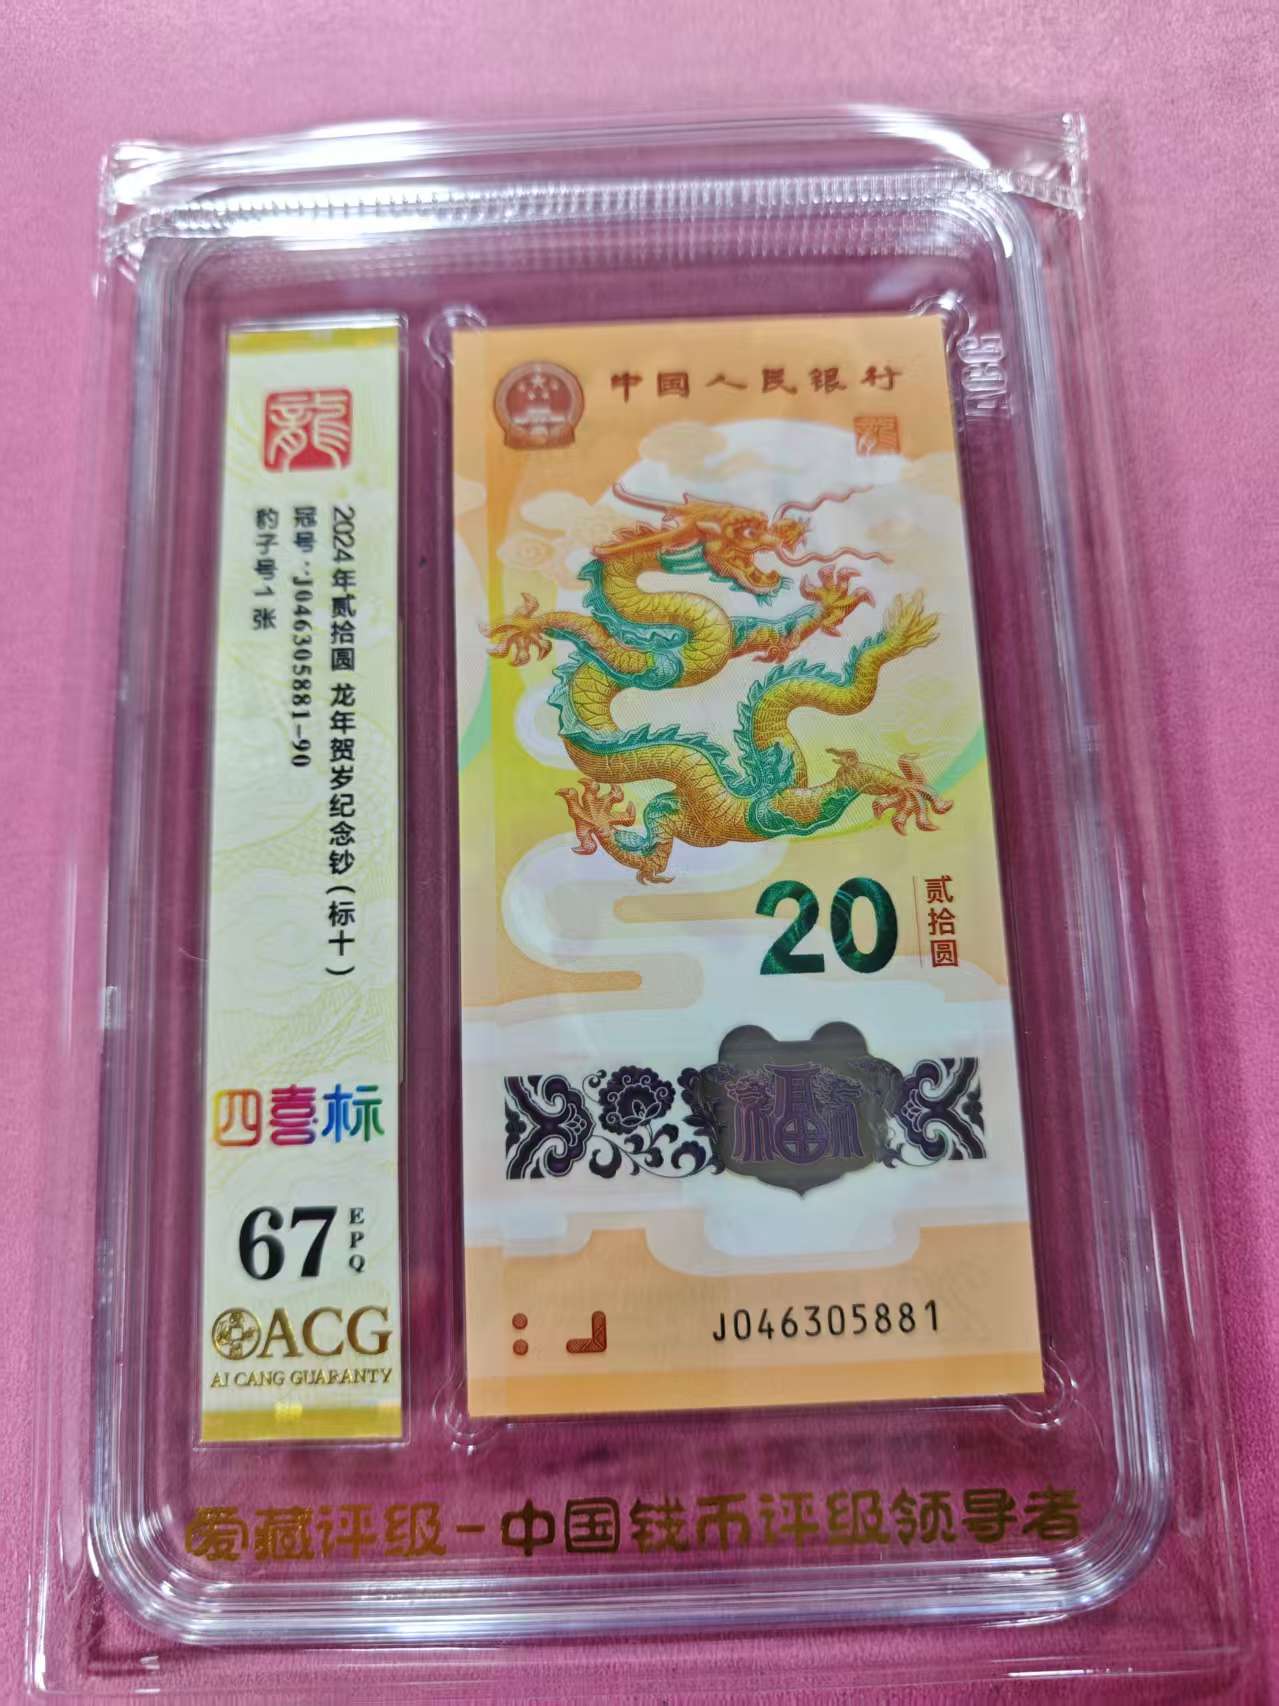 龍
2024年贰拾圆 龙年贺岁纪念钞(标十)
冠号:J046305881-90
豹子号1张
四喜标
67 EPQ
ACG
AI CANG GUARANTY
中国人民银行
龍
20 贰拾圆
J046305881
爱藏评级-中国钱币评级领导者